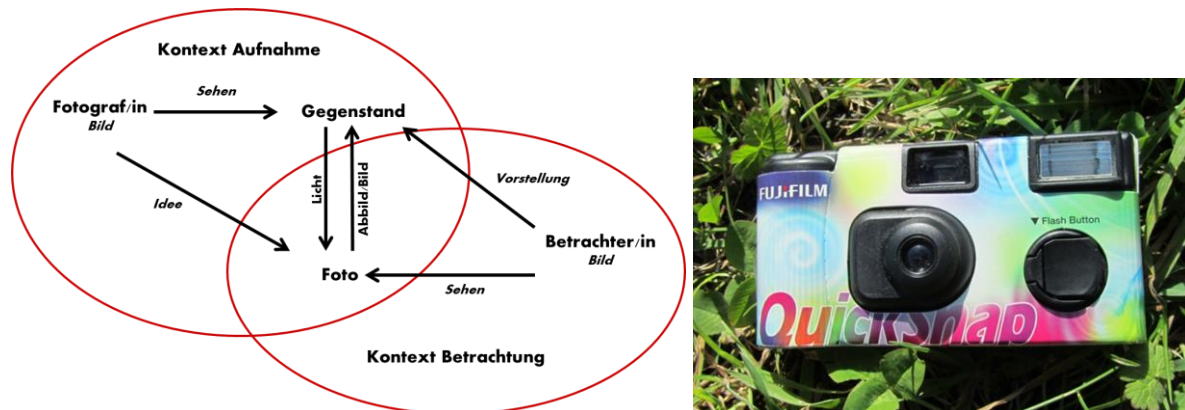 Kontext Aufnahme
Sehen
Fotograf/in
Bild
Gegenstand
Licht
Abbild/Bild
Vorstellung
Idee
Betrachter/in
Bild
Foto
Sehen
Kontext Betrachtung
FUJIFILM
▼ Flash Button
QuickSnap